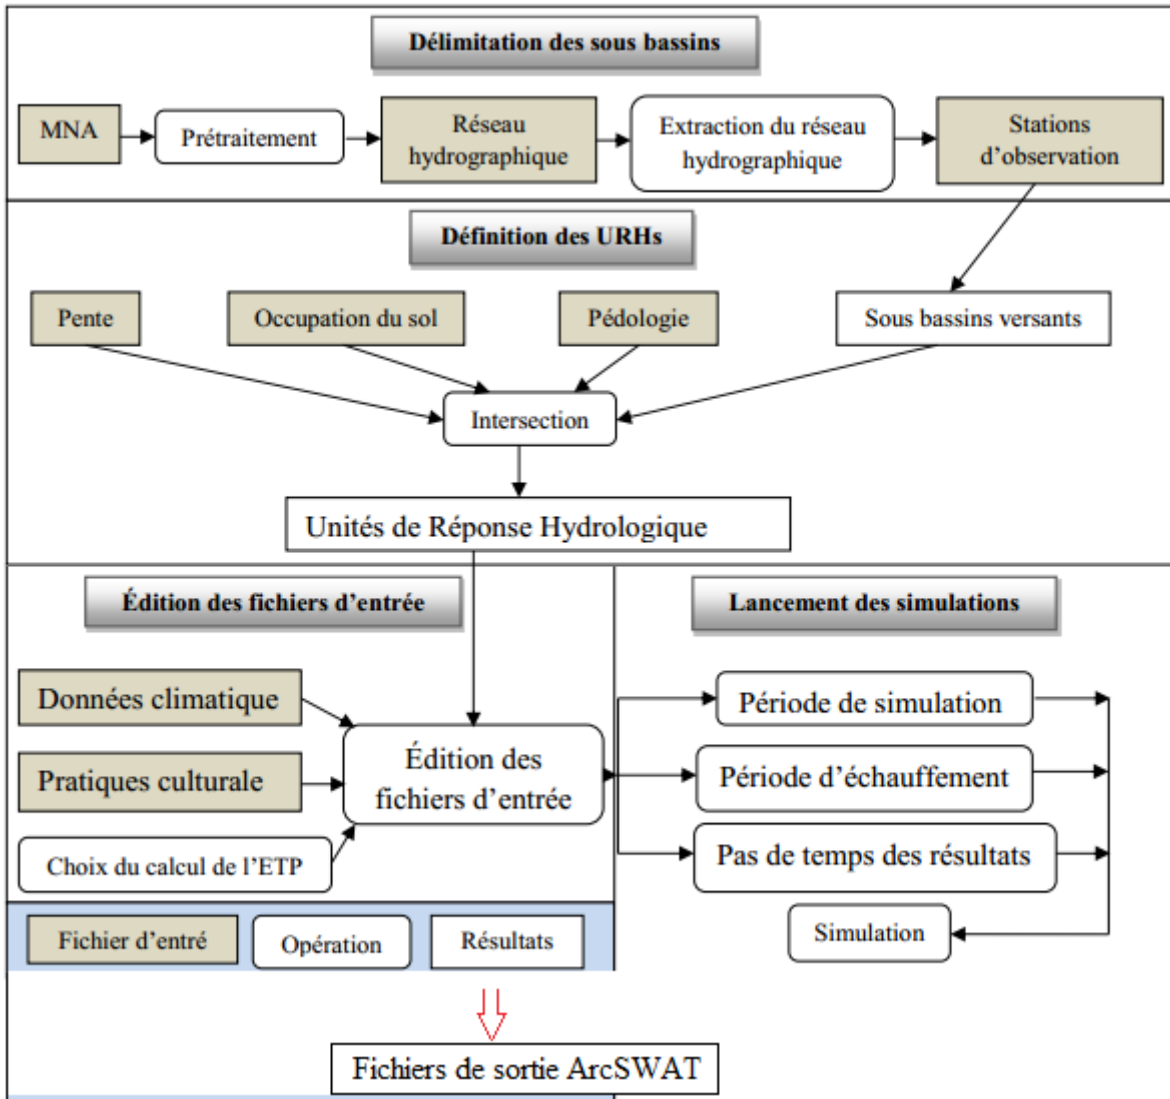 Délimitation des sous bassins
MNA
Prétraitement
Réseau
hydrographique
Extraction du réseau
hydrographique
Stations
d'observation
Définition des URHs
Pente
Occupation du sol
Pédologie
Sous bassins versants
Intersection
Unités de Réponse Hydrologique
Édition des fichiers d'entrée
Données climatique
Pratiques culturale
Choix du calcul de l'ETP
Édition des
fichiers d'entrée
Lancement des simulations
Période de simulation
Période d'échauffement
Pas de temps des résultats
Simulation
Fichier d'entré
Opération
Résultats
Fichiers de sortie ArcSWAT